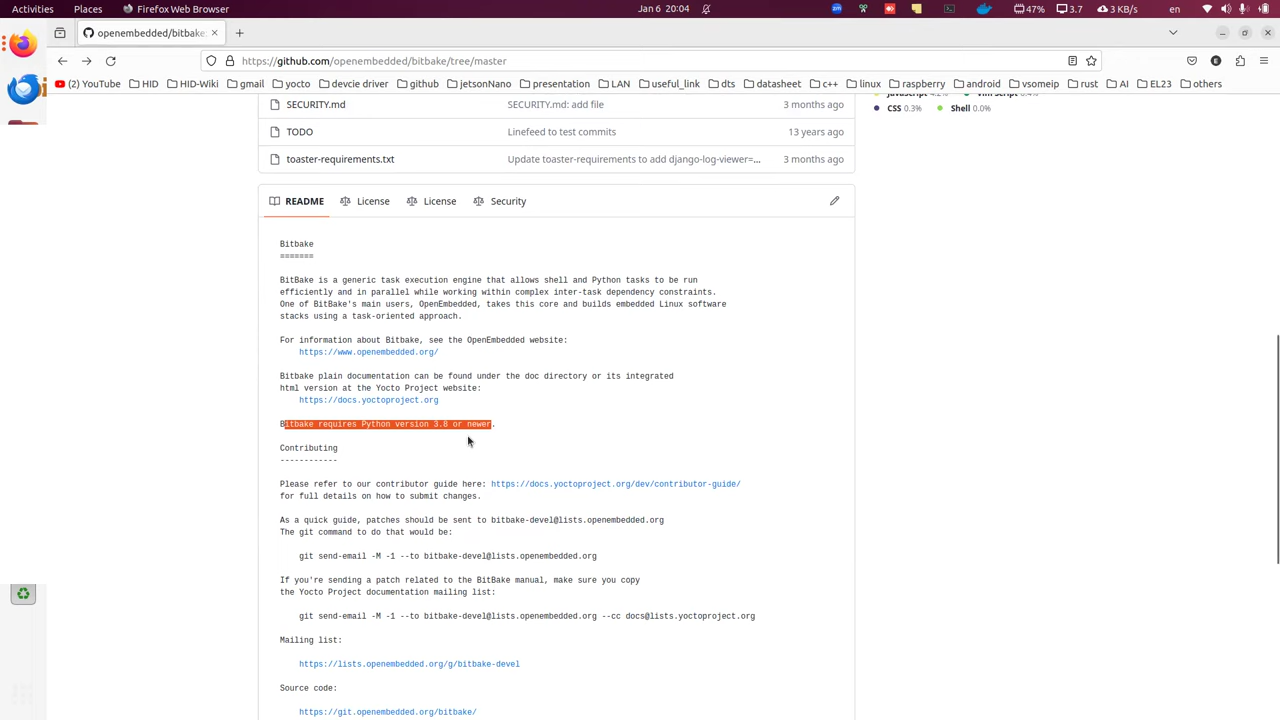 Activities Places Firefox Web Browser Jan 6 20:04 47% 3.7 3 KB/s en
openembedded/bitbake
https://github.com/openembedded/bitbake/tree/master
(2) YouTube HID HID-Wiki gmail yocto devcie driver github jetsonNano presentation LAN useful_link dts datasheet c++ linux raspberry android vsomeip rust AI EL23 others
SECURITY.md SECURITY.md: add file 3 months ago
CSS 0.3% Shell 0.0%
TODO Linefeed to test commits 13 years ago
toaster-requirements.txt Update toaster-requirements to add django-log-viewer=... 3 months ago
README License License Security
Bitbake
=======
BitBake is a generic task execution engine that allows shell and Python tasks to be run
efficiently and in parallel while working within complex inter-task dependency constraints.
One of BitBake's main users, OpenEmbedded, takes this core and builds embedded Linux software
stacks using a task-oriented approach.
For information about Bitbake, see the OpenEmbedded website:
https://www.openembedded.org/
Bitbake plain documentation can be found under the doc directory or its integrated
html version at the Yocto Project website:
https://docs.yoctoproject.org
Bitbake requires Python version 3.8 or newer.
Contributing
------------
Please refer to our contributor guide here: https://docs.yoctoproject.org/dev/contributor-guide/
for full details on how to submit changes.
As a quick guide, patches should be sent to bitbake-devel@lists.openembedded.org
The git command to do that would be:
git send-email -M -1 --to bitbake-devel@lists.openembedded.org
If you're sending a patch related to the BitBake manual, make sure you copy
the Yocto Project documentation mailing list:
git send-email -M -1 --to bitbake-devel@lists.openembedded.org --cc docs@lists.yoctoproject.org
Mailing list:
https://lists.openembedded.org/g/bitbake-devel
Source code:
https://git.openembedded.org/bitbake/